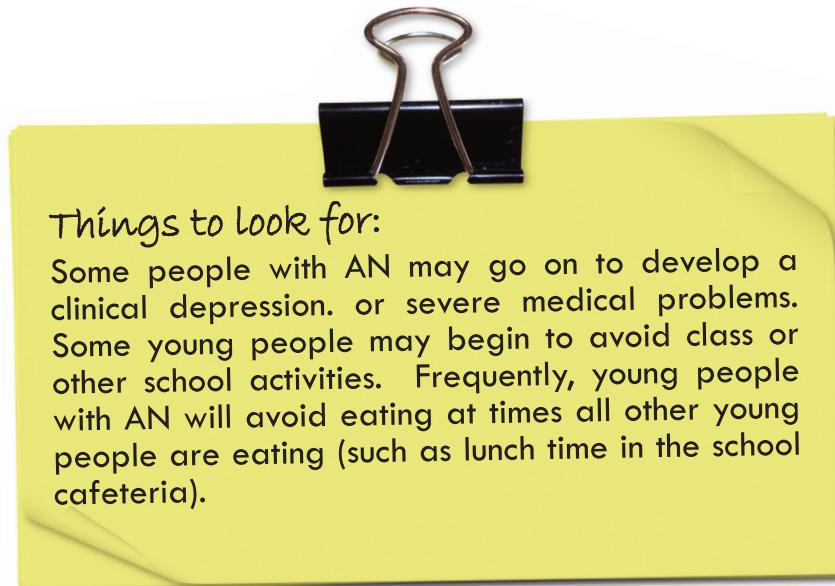 Things to look for:
Some people with AN may go on to develop a
clinical depression. or severe medical problems.
Some young people may begin to avoid class or
other school activities.  Frequently, young people
with AN will avoid eating at times all other young
people are eating (such as lunch time in the school
cafeteria).